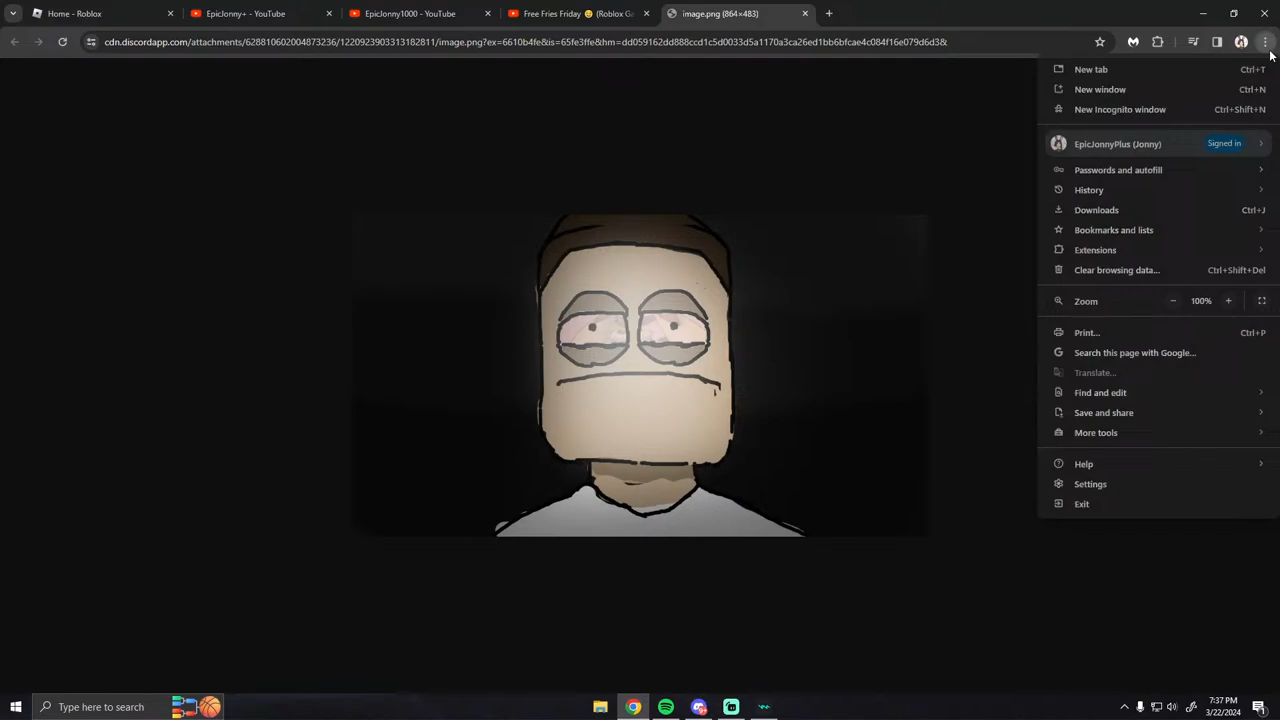 Home - Roblox
EpicJonny+ - YouTube
EpicJonny1000 - YouTube
Free Fries Friday 😊 (Roblox Ga
image.png (864×483)
cdn.discordapp.com/attachments/628810602004873236/1220923903313182811/image.png?ex=6610b4fe&is=65fe3ffe&hm=dd059162dd888ccd1c5d0033d5a1170a3ca26ed1bb6bfcae4c084f16e079d6d3&
New tab Ctrl+T
New window Ctrl+N
New Incognito window Ctrl+Shift+N
EpicJonnyPlus (Jonny) Signed in
Passwords and autofill
History
Downloads Ctrl+J
Bookmarks and lists
Extensions
Clear browsing data... Ctrl+Shift+Del
Zoom − 100% +
Print... Ctrl+P
Search this page with Google...
Translate...
Find and edit
Save and share
More tools
Help
Settings
Exit
Type here to search
7:37 PM
3/22/2024